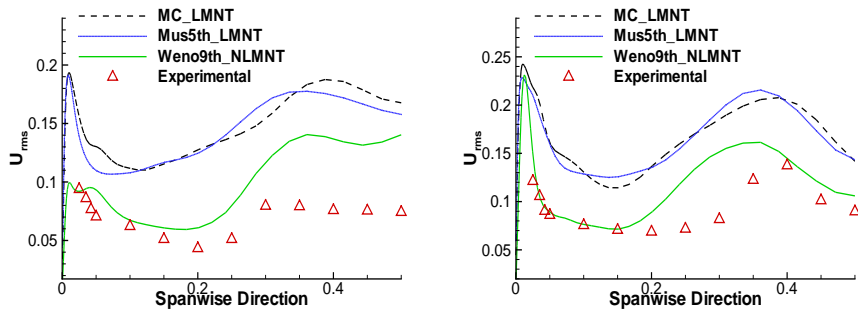 MC_LMNT
Mus5th_LMNT
Weno9th_NLMNT
Experimental
0.2
0.15
0.1
0.05
0
0.2
0.4
Urms
Spanwise Direction
MC_LMNT
Mus5th_LMNT
Weno9th_NLMNT
Experimental
0.25
0.2
0.15
0.1
0.05
0
0.2
0.4
Urms
Spanwise Direction